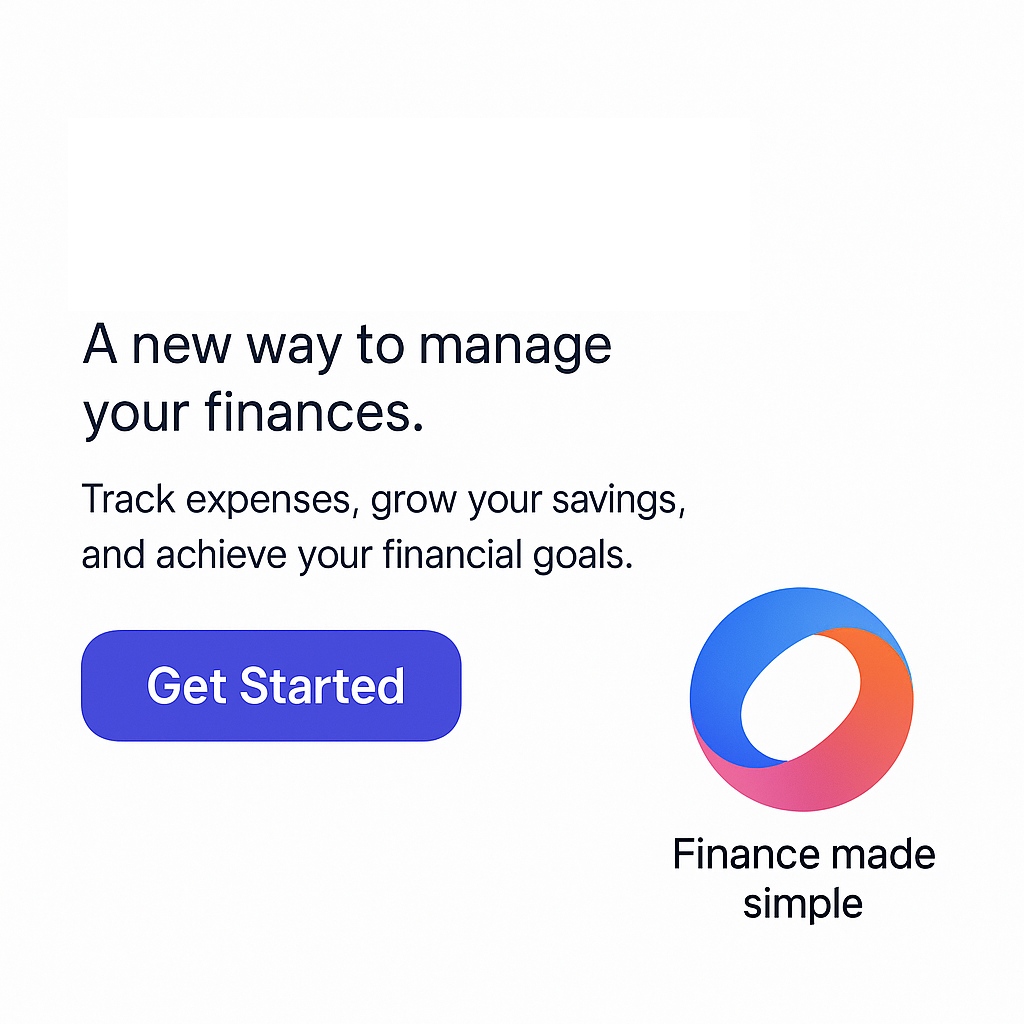 A new way to manage
your finances.
Track expenses, grow your savings,
and achieve your financial goals.
Get Started
Finance made
simple